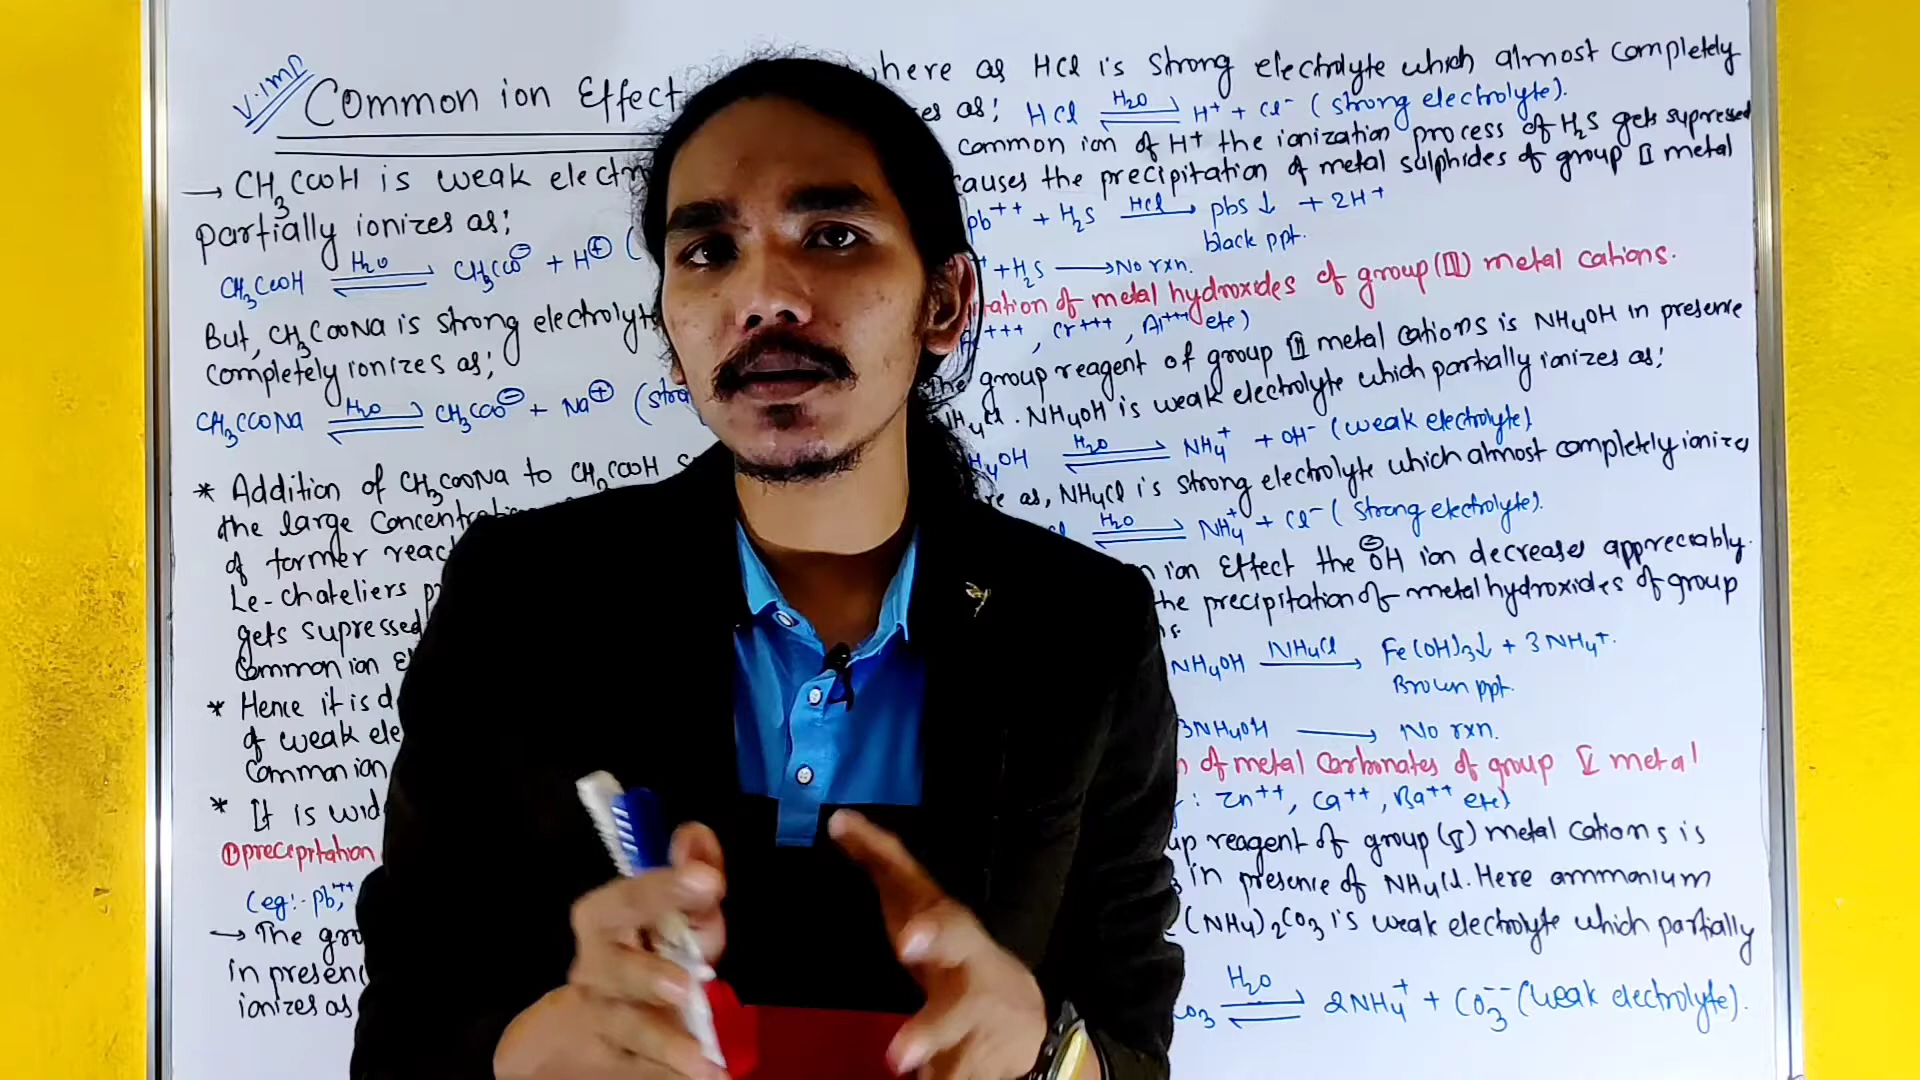 V.imp
Common ion Effect
→ CH3COOH is weak
partially ionizes as;
CH3COOH ⇌ H2O CH3COO⊖ + H⊕ (
But, CH3COONa is strong electrolyte
completely ionizes as;
CH3COONa ⇌ H2O CH3COO⊖ + Na⊕
* Addition of CH3COONa to CH3COOH
the large
of former
Le-chateliers
gets supressed
Common ion
* Hence it is
of weak
Common ion
* It is
① precipitation
(eg:- pb++,
→ The
in
ionizes as
as HCl is strong electrolyte which almost completely
as; HCl ⇌ H2O H+ + Cl- (strong electrolyte).
common ion of H+ the ionization process of H2S gets supressed
causes the precipitation of metal sulphides of group II metal
pb++ + H2S → HCl pbs ↓ + 2H+
black ppt.
+ H2S → No rxn.
of metal hydroxides of group (III) metal cations.
+++, Cr+++, Al+++ etc)
The group reagent of group III metal cations is NH4OH in presence
NH4OH is weak electrolyte which partially ionizes as;
⇌ H2O NH4+ + OH- (weak electrolyte)
as, NH4Cl is strong electrolyte which almost completely ionizes
⇌ H2O NH4+ + Cl- (strong electrolyte).
ion Effect the ⊖OH ion decreases appreciably.
the precipitation of metal hydroxides of group
NH4OH → NH4Cl Fe(OH)3↓ + 3NH4+.
Brown ppt.
3NH4OH → No rxn.
of metal Carbonates of group V metal
: Zn++, Ca++, Ba++ etc)
reagent of group (V) metal Cations is
in presence of NH4Cl. Here ammonium
(NH4)2CO3 is weak electrolyte which partially
⇌ H2O 2NH4+ + CO3-- (weak electrolyte).